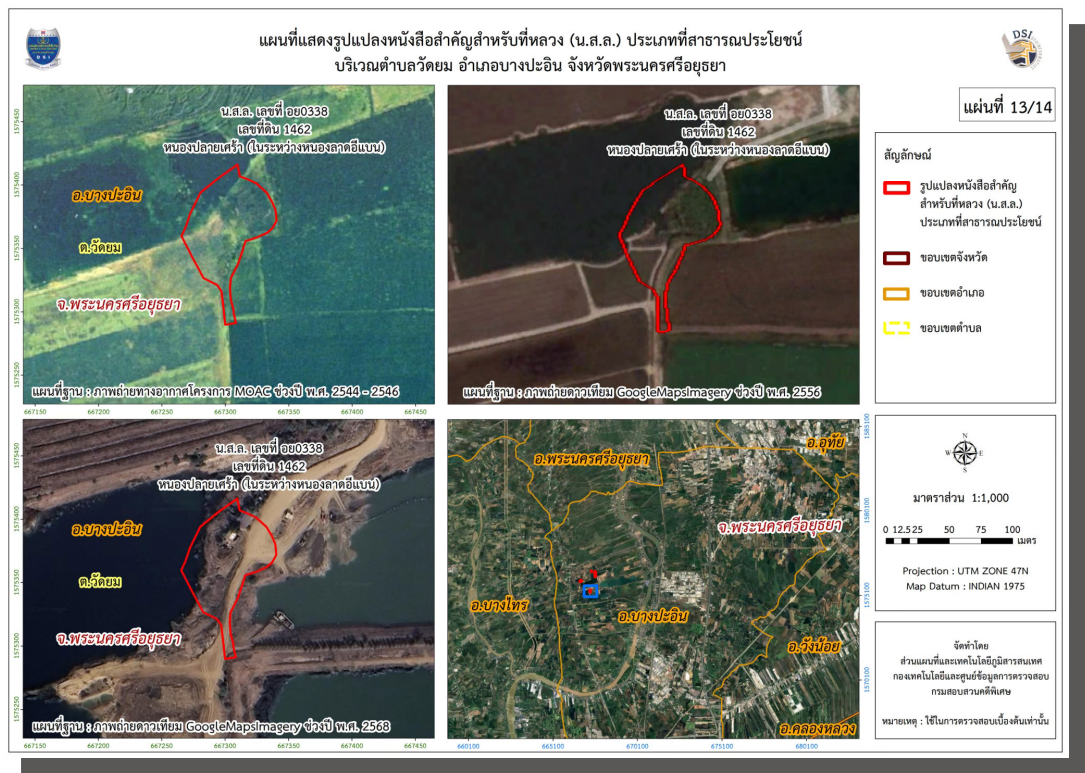 แผนที่แสดงรูปแปลงหนังสือสำคัญสำหรับที่หลวง (น.ส.ล.) ประเภทที่สาธารณประโยชน์
บริเวณตำบลวัดยม อำเภอบางปะอิน จังหวัดพระนครศรีอยุธยา
DSI
DSI
แผ่นที่ 13/14
น.ส.ล. เลขที่ อย0338
เลขที่ดิน 1462
หนองปลายเศร้า (ในระหว่างหนองลาดอีแบน)
อ.บางปะอิน
ต.วัดยม
จ.พระนครศรีอยุธยา
แผนที่ฐาน : ภาพถ่ายทางอากาศโครงการ MOAC ช่วงปี พ.ศ. 2544 - 2546
1575450
1575400
1575350
1575300
1575250
667150 667200 667250 667300 667350 667400 667450
น.ส.ล. เลขที่ อย0338
เลขที่ดิน 1462
หนองปลายเศร้า (ในระหว่างหนองลาดอีแบน)
แผนที่ฐาน : ภาพถ่ายดาวเทียม GoogleMapsImagery ช่วงปี พ.ศ. 2556
น.ส.ล. เลขที่ อย0338
เลขที่ดิน 1462
หนองปลายเศร้า (ในระหว่างหนองลาดอีแบน)
อ.บางปะอิน
ต.วัดยม
จ.พระนครศรีอยุธยา
แผนที่ฐาน : ภาพถ่ายดาวเทียม GoogleMapsImagery ช่วงปี พ.ศ. 2568
1575450
1575400
1575350
1575300
1575250
667150 667200 667250 667300 667350 667400 667450
อ.พระนครศรีอยุธยา
อ.อุทัย
จ.พระนครศรีอยุธยา
อ.บางไทร
อ.บางปะอิน
อ.วังน้อย
อ.คลองหลวง
1585100
1580100
1575100
1570100
660100 665100 670100 675100 680100
สัญลักษณ์
รูปแปลงหนังสือสำคัญ
สำหรับที่หลวง (น.ส.ล.)
ประเภทที่สาธารณประโยชน์
ขอบเขตจังหวัด
ขอบเขตอำเภอ
ขอบเขตตำบล
N
W E
S
มาตราส่วน 1:1,000
0 12.525 50 75 100
เมตร
Projection : UTM ZONE 47N
Map Datum : INDIAN 1975
จัดทำโดย
ส่วนแผนที่และเทคโนโลยีภูมิสารสนเทศ
กองเทคโนโลยีและศูนย์ข้อมูลการตรวจสอบ
กรมสอบสวนคดีพิเศษ
หมายเหตุ : ใช้ในการตรวจสอบเบื้องต้นเท่านั้น